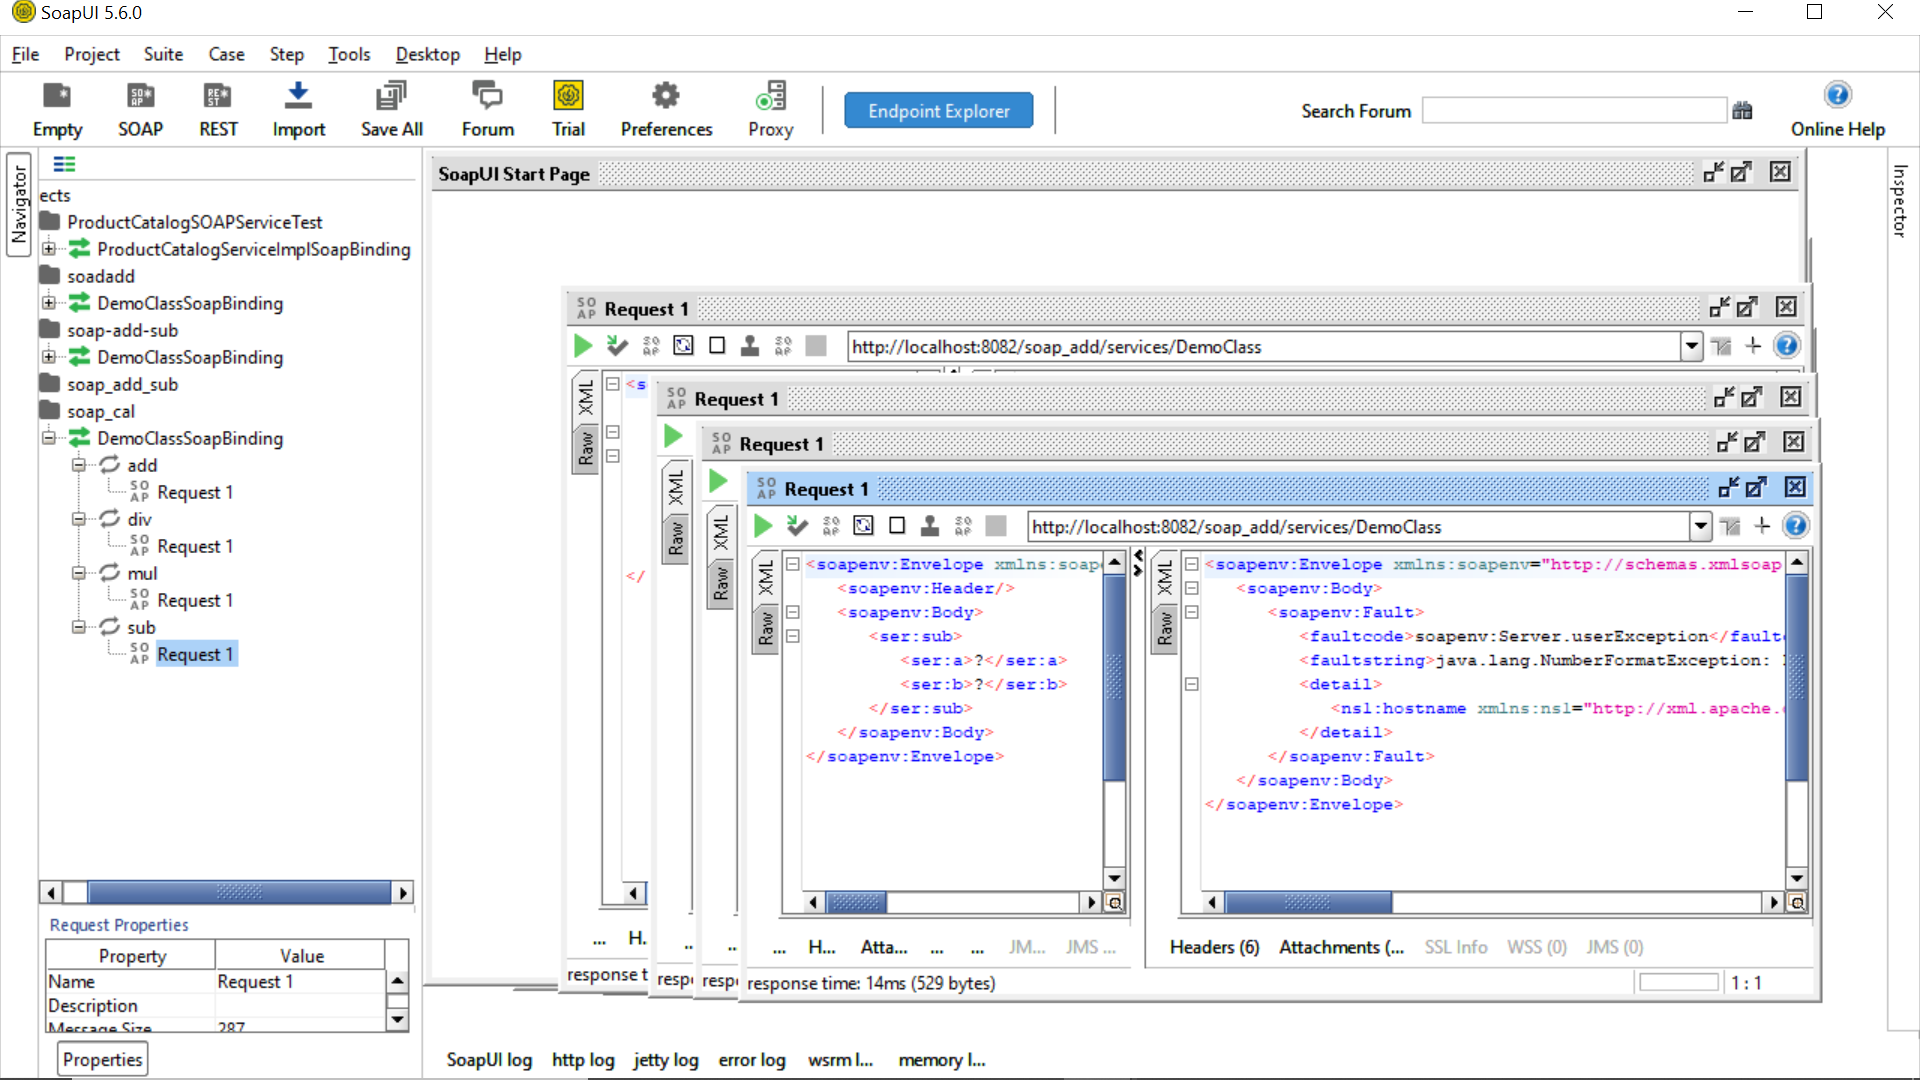 SoapUI 5.6.0
File Project Suite Case Step Tools Desktop Help
Empty SOAP REST Import Save All Forum Trial Preferences Proxy Endpoint Explorer Search Forum Online Help
Navigator
Inspector
ects
ProductCatalogSOAPServiceTest
ProductCatalogServiceImplSoapBinding
soadadd
DemoClassSoapBinding
soap-add-sub
DemoClassSoapBinding
soap_add_sub
soap_cal
DemoClassSoapBinding
add
Request 1
div
Request 1
mul
Request 1
sub
Request 1
Request Properties
Property Value
Name Request 1
Description
Message Size 287
Properties
SoapUI Start Page
Request 1
http://localhost:8082/soap_add/services/DemoClass
XML
Raw
<s
</
... H.
response t
Request 1
XML
Raw
..
resp
Request 1
XML
Raw
..
resp
Request 1
http://localhost:8082/soap_add/services/DemoClass
XML
Raw
<soapenv:Envelope xmlns:soap
<soapenv:Header/>
<soapenv:Body>
<ser:sub>
<ser:a>?</ser:a>
<ser:b>?</ser:b>
</ser:sub>
</soapenv:Body>
</soapenv:Envelope>
... H... Atta... ... ... JM... JMS ...
XML
Raw
<soapenv:Envelope xmlns:soapenv="http://schemas.xmlsoap
<soapenv:Body>
<soapenv:Fault>
<faultcode>soapenv:Server.userException</fault
<faultstring>java.lang.NumberFormatException:
<detail>
<ns1:hostname xmlns:ns1="http://xml.apache.
</detail>
</soapenv:Fault>
</soapenv:Body>
</soapenv:Envelope>
Headers (6) Attachments (... SSL Info WSS (0) JMS (0)
response time: 14ms (529 bytes)
1 : 1
SoapUI log http log jetty log error log wsrm l... memory l...